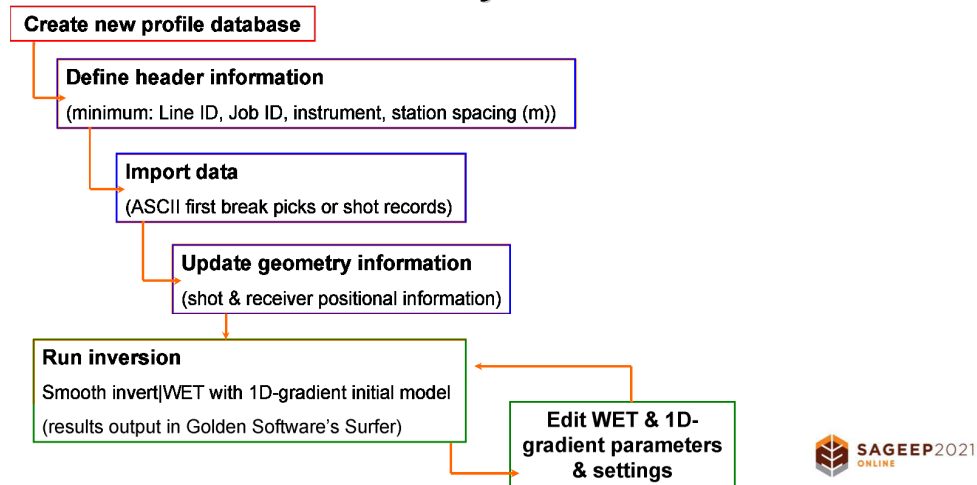 Create new profile database
Define header information
(minimum: Line ID, Job ID, instrument, station spacing (m))
Import data
(ASCII first break picks or shot records)
Update geometry information
(shot & receiver positional information)
Run inversion
Smooth invert|WET with 1D-gradient initial model
(results output in Golden Software's Surfer)
Edit WET & 1D-
gradient parameters
& settings
SAGEEP2021
ONLINE